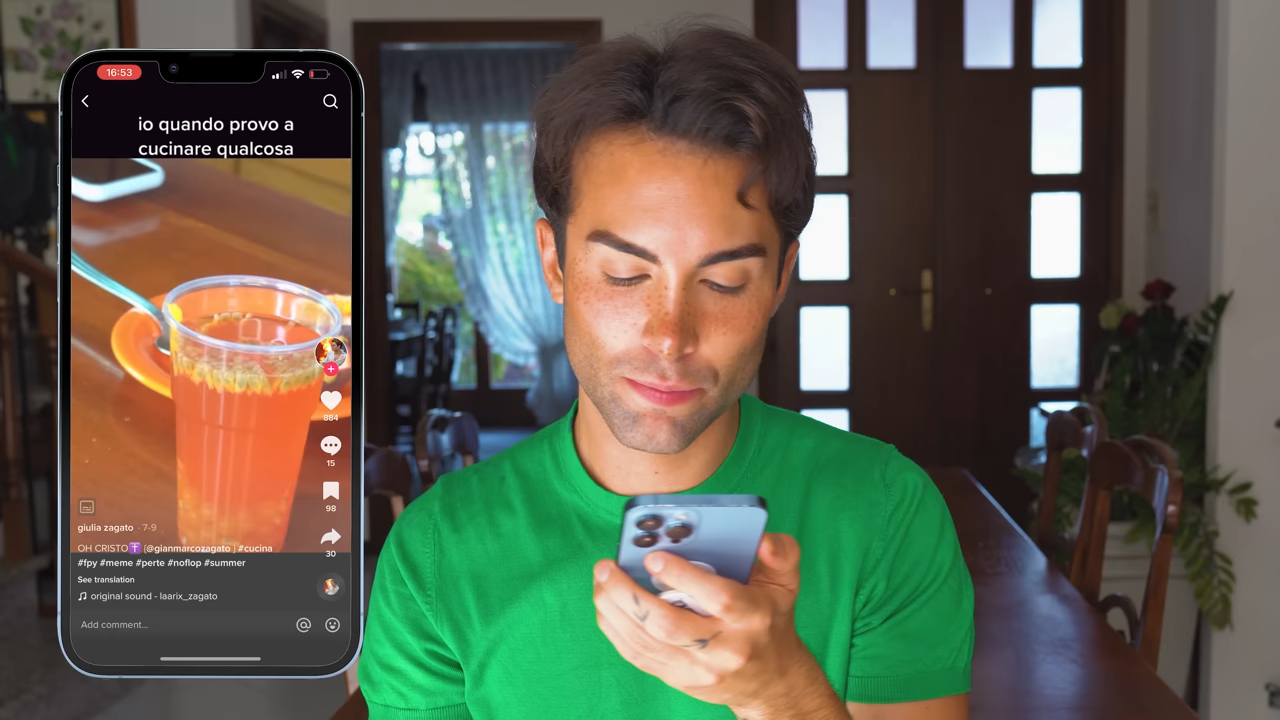 16:53
io quando provo a
cucinare qualcosa
884
15
98
30
giulia zagato · 7-9
OH CRISTO✝️ (@gianmarcozagato ) #cucina
#fpy #meme #perte #noflop #summer
See translation
original sound - laarix_zagato
Add comment...